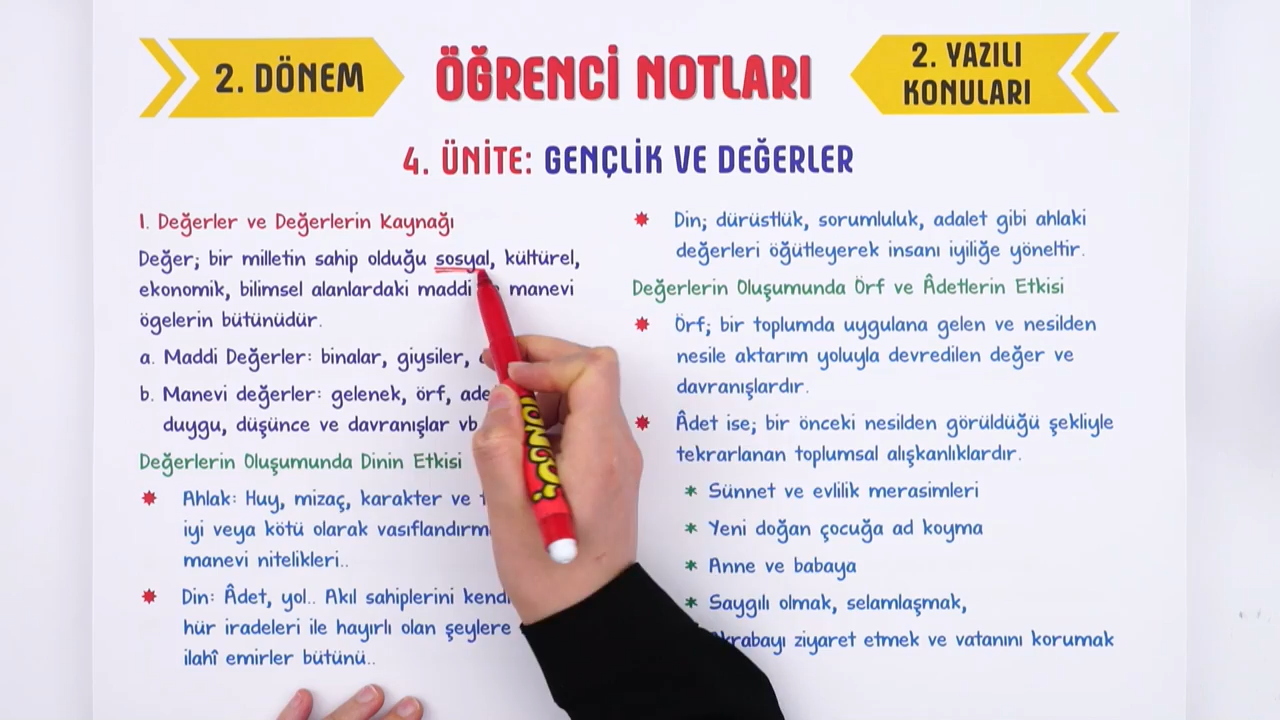 2. DÖNEM
ÖĞRENCİ NOTLARI
2. YAZILI
KONULARI
4. ÜNİTE: GENÇLİK VE DEĞERLER
1. Değerler ve Değerlerin Kaynağı
Değer; bir milletin sahip olduğu sosyal, kültürel,
ekonomik, bilimsel alanlardaki maddi manevi
ögelerin bütünüdür.
a. Maddi Değerler: binalar, giysiler,
b. Manevi değerler: gelenek, örf,
duygu, düşünce ve davranışlar vb
Değerlerin Oluşumunda Dinin Etkisi
Ahlak: Huy, mizaç, karakter ve
iyi veya kötü olarak
manevi nitelikleri..
Din: Âdet, yol.. Akıl sahiplerini
hür iradeleri ile hayırlı olan şeylere
ilahî emirler bütünü..
Din; dürüstlük, sorumluluk, adalet gibi ahlaki
değerleri öğütleyerek insanı iyiliğe yöneltir.
Değerlerin Oluşumunda Örf ve Âdetlerin Etkisi
Örf; bir toplumda uygulana gelen ve nesilden
nesile aktarım yoluyla devredilen değer ve
davranışlardır.
Âdet ise; bir önceki nesilden görüldüğü şekliyle
tekrarlanan toplumsal alışkanlıklardır.
* Sünnet ve evlilik merasimleri
* Yeni doğan çocuğa ad koyma
* Anne ve babaya
* Saygılı olmak, selamlaşmak,
ziyaret etmek ve vatanını korumak